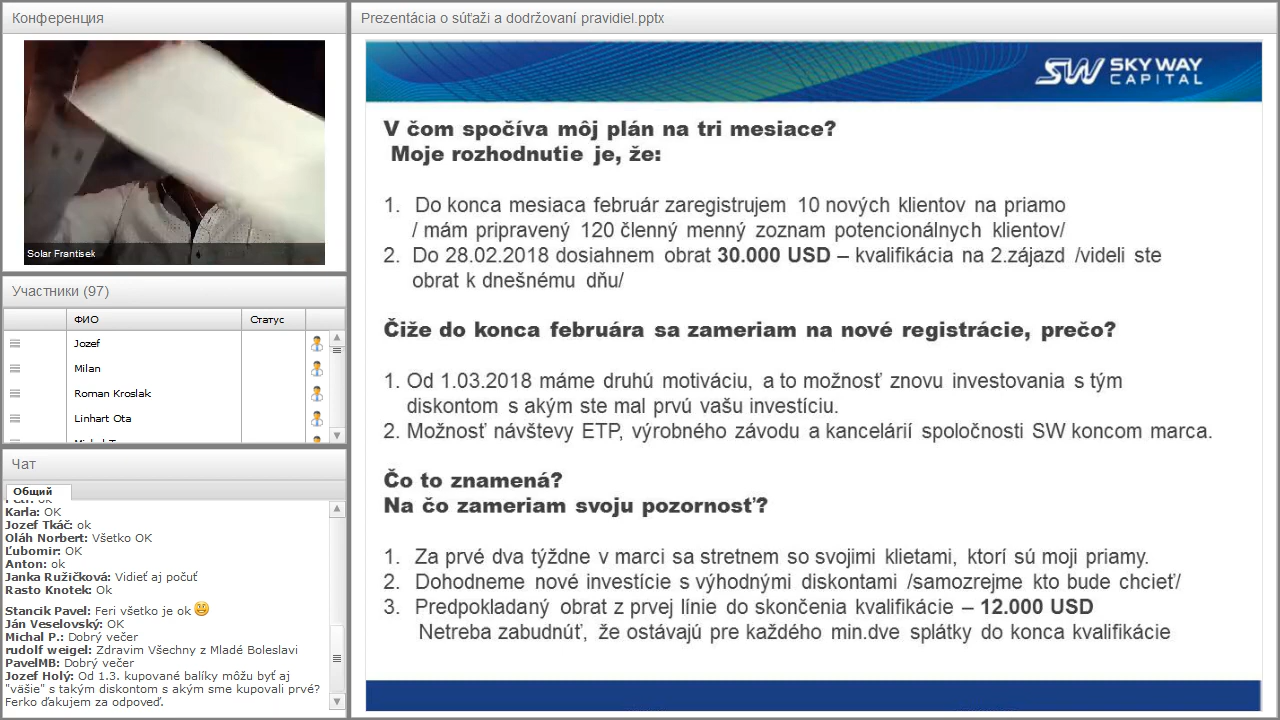 Конференция
Salar Frantisek
Участники (97)
ФИО
Статус
Jozef
Milan
Roman Kroslak
Linhart Ota
Чат
Общий
Karla: OK
Jozef Tkáč: ok
Oláh Norbert: Všetko OK
Ľubomir: OK
Anton: ok
Janka Ružičková: Vidieť aj počuť
Rasto Knotek: Ok
Stancik Pavel: Feri všetko je ok
Ján Veselovský: OK
Michal P.: Dobrý večer
rudolf weigel: Zdravim Všechny z Mladé Boleslavi
PavelMB: Dobrý večer
Jozef Holý: Od 1.3. kupované balíky môžu byť aj
"vašie" s takým diskontom s akým sme kupovali prvé?
Ferko ďakujem za odpoveď.
Prezentácia o súťaži a dodržovaní pravidiel.pptx
SW SKY WAY
CAPITAL
V čom spočíva môj plán na tri mesiace?
Moje rozhodnutie je, že:
1. Do konca mesiaca február zaregistrujem 10 nových klientov na priamo
/ mám pripravený 120 členný menný zoznam potencionálnych klientov/
2. Do 28.02.2018 dosiahnem obrat 30.000 USD – kvalifikácia na 2.zájazd /videli ste
obrat k dnešnému dňu/
Čiže do konca februára sa zameriam na nové registrácie, prečo?
1. Od 1.03.2018 máme druhú motiváciu, a to možnosť znovu investovania s tým
diskontom s akým ste mal prvú vašu investíciu.
2. Možnosť návštevy ETP, výrobného závodu a kancelárií spoločnosti SW koncom marca.
Čo to znamená?
Na čo zameriam svoju pozornosť?
1. Za prvé dva týždne v marci sa stretnem so svojimi klietami, ktorí sú moji priamy.
2. Dohodneme nové investície s výhodnými diskontami /samozrejme kto bude chcieť/
3. Predpokladaný obrat z prvej línie do skončenia kvalifikácie – 12.000 USD
Netreba zabudnúť, že ostávajú pre každého min.dve splátky do konca kvalifikácie